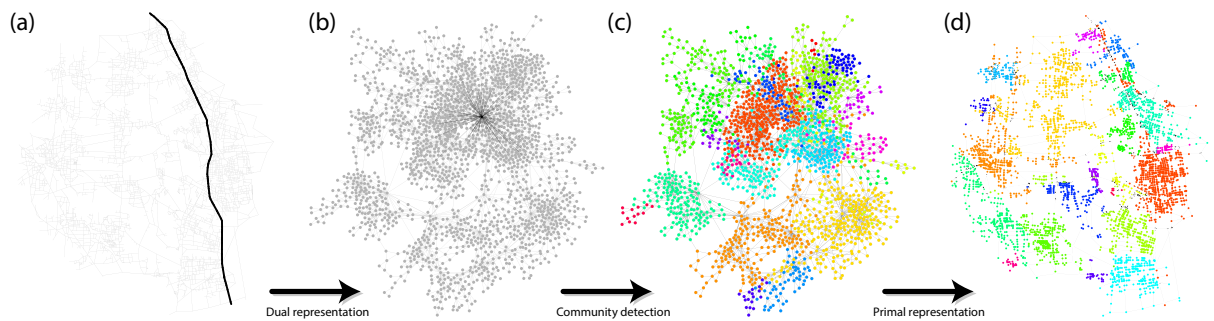 (a)
(b)
(c)
(d)
Dual representation
Community detection
Primal representation